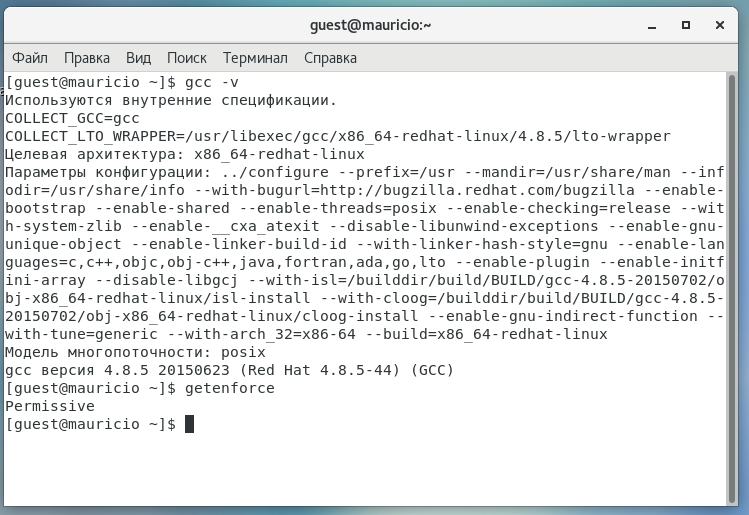 guest@mauricio:~
Файл Правка Вид Поиск Терминал Справка
[guest@mauricio ~]$ gcc -v
Используются внутренние спецификации.
COLLECT_GCC=gcc
COLLECT_LTO_WRAPPER=/usr/libexec/gcc/x86_64-redhat-linux/4.8.5/lto-wrapper
Целевая архитектура: x86_64-redhat-linux
Параметры конфигурации: ../configure --prefix=/usr --mandir=/usr/share/man --inf
odir=/usr/share/info --with-bugurl=http://bugzilla.redhat.com/bugzilla --enable-
bootstrap --enable-shared --enable-threads=posix --enable-checking=release --wit
h-system-zlib --enable-__cxa_atexit --disable-libunwind-exceptions --enable-gnu-
unique-object --enable-linker-build-id --with-linker-hash-style=gnu --enable-lan
guages=c,c++,objc,obj-c++,java,fortran,ada,go,lto --enable-plugin --enable-initf
ini-array --disable-libgcj --with-isl=/builddir/build/BUILD/gcc-4.8.5-20150702/o
bj-x86_64-redhat-linux/isl-install --with-cloog=/builddir/build/BUILD/gcc-4.8.5-
20150702/obj-x86_64-redhat-linux/cloog-install --enable-gnu-indirect-function --
with-tune=generic --with-arch_32=x86-64 --build=x86_64-redhat-linux
Модель многопоточности: posix
gcc версия 4.8.5 20150623 (Red Hat 4.8.5-44) (GCC)
[guest@mauricio ~]$ getenforce
Permissive
[guest@mauricio ~]$